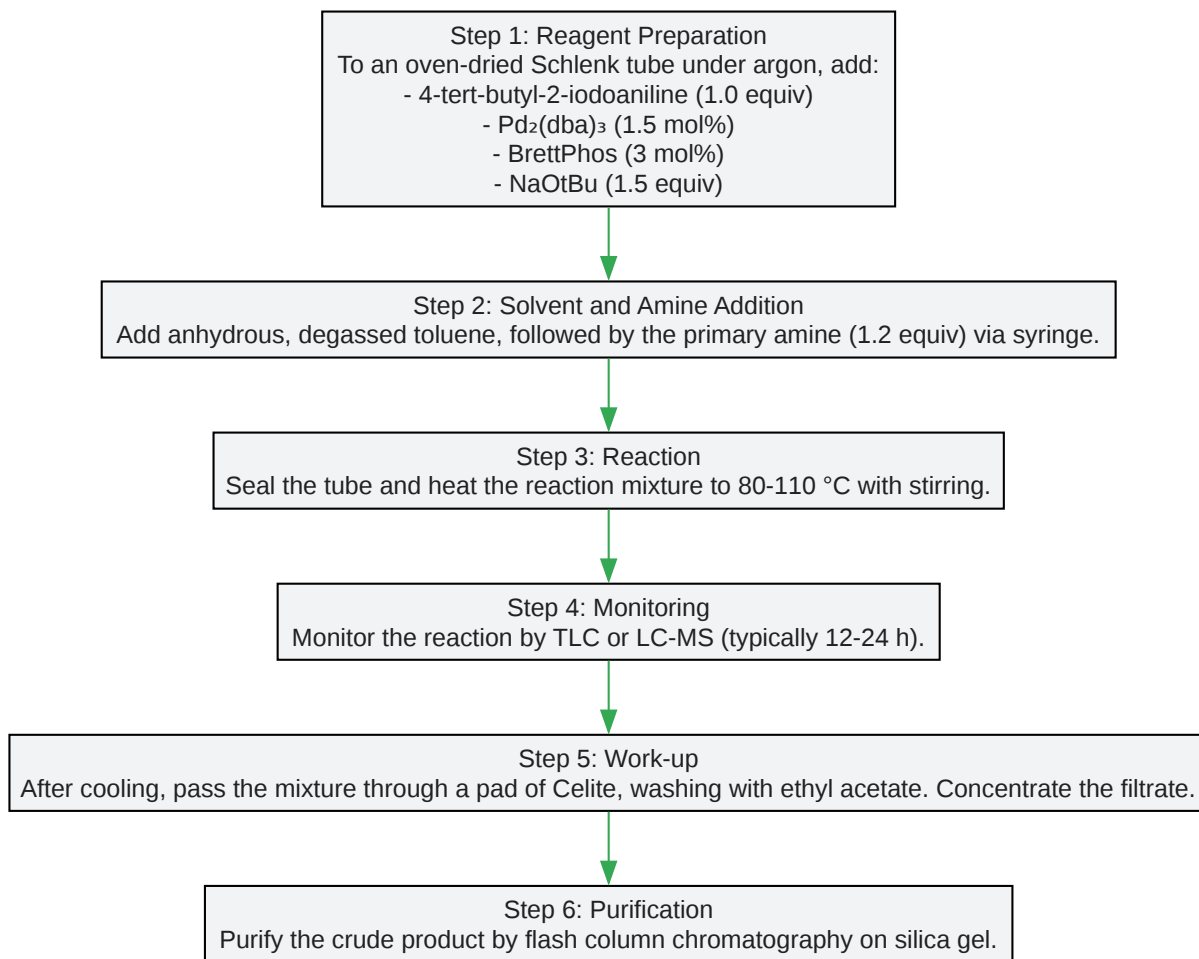 Step 1: Reagent Preparation
To an oven-dried Schlenk tube under argon, add:
- 4-tert-butyl-2-iodoaniline (1.0 equiv)
- Pd₂(dba)₃ (1.5 mol%)
- BrettPhos (3 mol%)
- NaOtBu (1.5 equiv)
Step 2: Solvent and Amine Addition
Add anhydrous, degassed toluene, followed by the primary amine (1.2 equiv) via syringe.
Step 3: Reaction
Seal the tube and heat the reaction mixture to 80-110 °C with stirring.
Step 4: Monitoring
Monitor the reaction by TLC or LC-MS (typically 12-24 h).
Step 5: Work-up
After cooling, pass the mixture through a pad of Celite, washing with ethyl acetate. Concentrate the filtrate.
Step 6: Purification
Purify the crude product by flash column chromatography on silica gel.